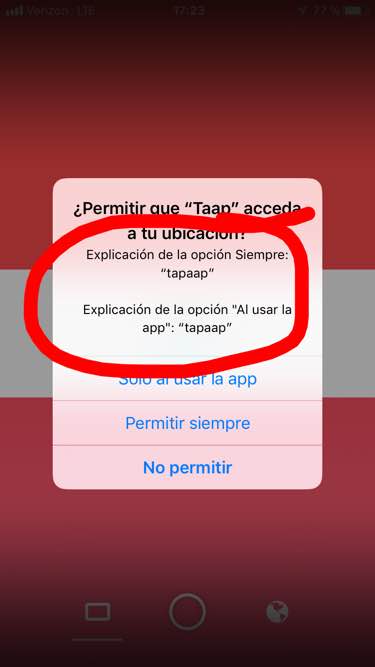 Verizon LTE
17:23
77 %
¿Permitir que “Taap” acceda
a tu ubicación?
Explicación de la opción Siempre:
“tapaap”
Explicación de la opción "Al usar la
app": “tapaap”
Solo al usar la app
Permitir siempre
No permitir